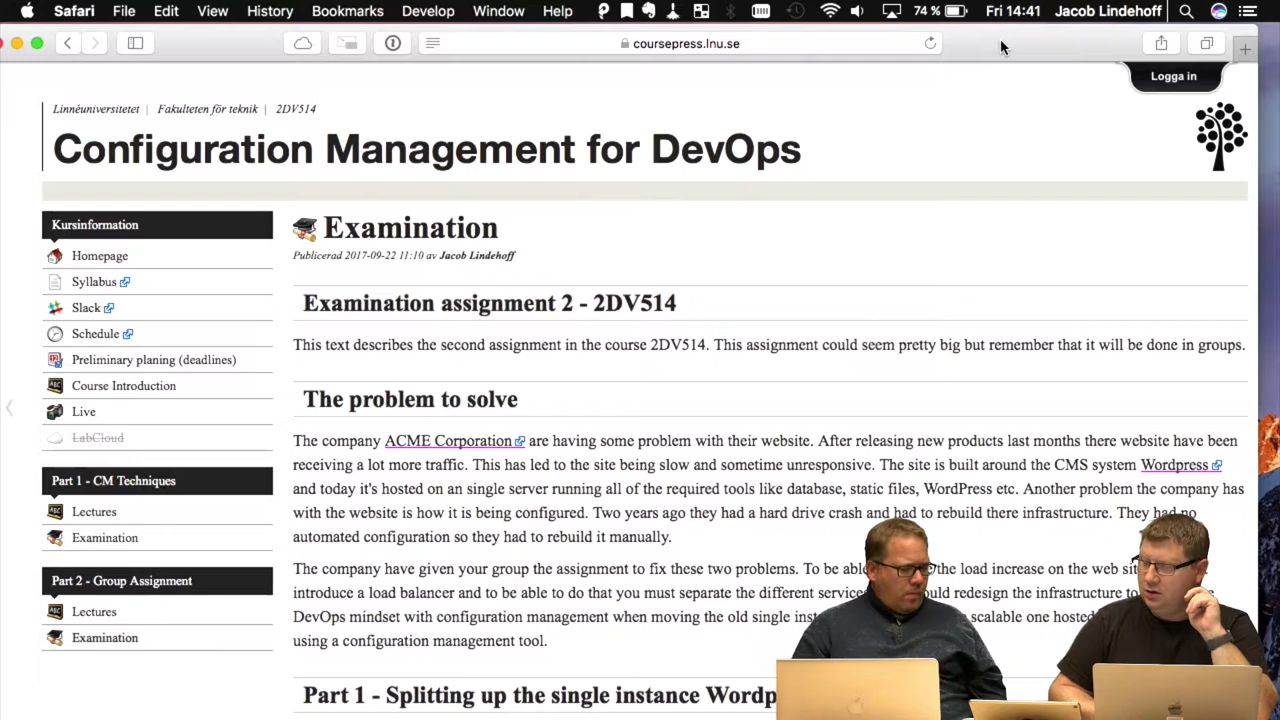 Safari File Edit View History Bookmarks Develop Window Help 74 % Fri 14:41 Jacob Lindehoff
coursepress.lnu.se
Logga in
Linnéuniversitetet | Fakulteten för teknik | 2DV514
Configuration Management for DevOps
Kursinformation
Homepage
Syllabus
Slack
Schedule
Preliminary planing (deadlines)
Course Introduction
Live
LabCloud
Part 1 - CM Techniques
Lectures
Examination
Part 2 - Group Assignment
Lectures
Examination
Examination
Publicerad 2017-09-22 11:10 av Jacob Lindehoff
Examination assignment 2 - 2DV514
This text describes the second assignment in the course 2DV514. This assignment could seem pretty big but remember that it will be done in groups.
The problem to solve
The company ACME Corporation are having some problem with their website. After releasing new products last months there website have been
receiving a lot more traffic. This has led to the site being slow and sometime unresponsive. The site is built around the CMS system Wordpress
and today it's hosted on an single server running all of the required tools like database, static files, WordPress etc. Another problem the company has
with the website is how it is being configured. Two years ago they had a hard drive crash and had to rebuild there infrastructure. They had no
automated configuration so they had to rebuild it manually.
The company have given your group the assignment to fix these two problems. To be able the load increase on the web
introduce a load balancer and to be able to do that you must separate the different redesign the infrastructure
DevOps mindset with configuration management when moving the old single scalable one hosted
using a configuration management tool.
Part 1 - Splitting up the single instance